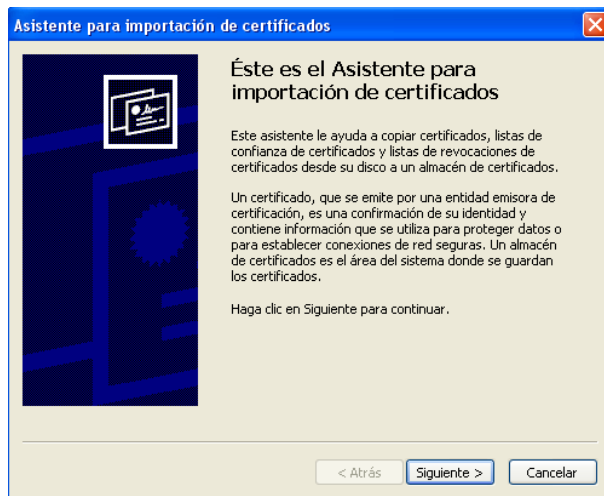 Asistente para importación de certificados
Éste es el Asistente para
importación de certificados
Este asistente le ayuda a copiar certificados, listas de
confianza de certificados y listas de revocaciones de
certificados desde su disco a un almacén de certificados.
Un certificado, que se emite por una entidad emisora de
certificación, es una confirmación de su identidad y
contiene información que se utiliza para proteger datos o
para establecer conexiones de red seguras. Un almacén
de certificados es el área del sistema donde se guardan
los certificados.
Haga clic en Siguiente para continuar.
< Atrás Siguiente > Cancelar